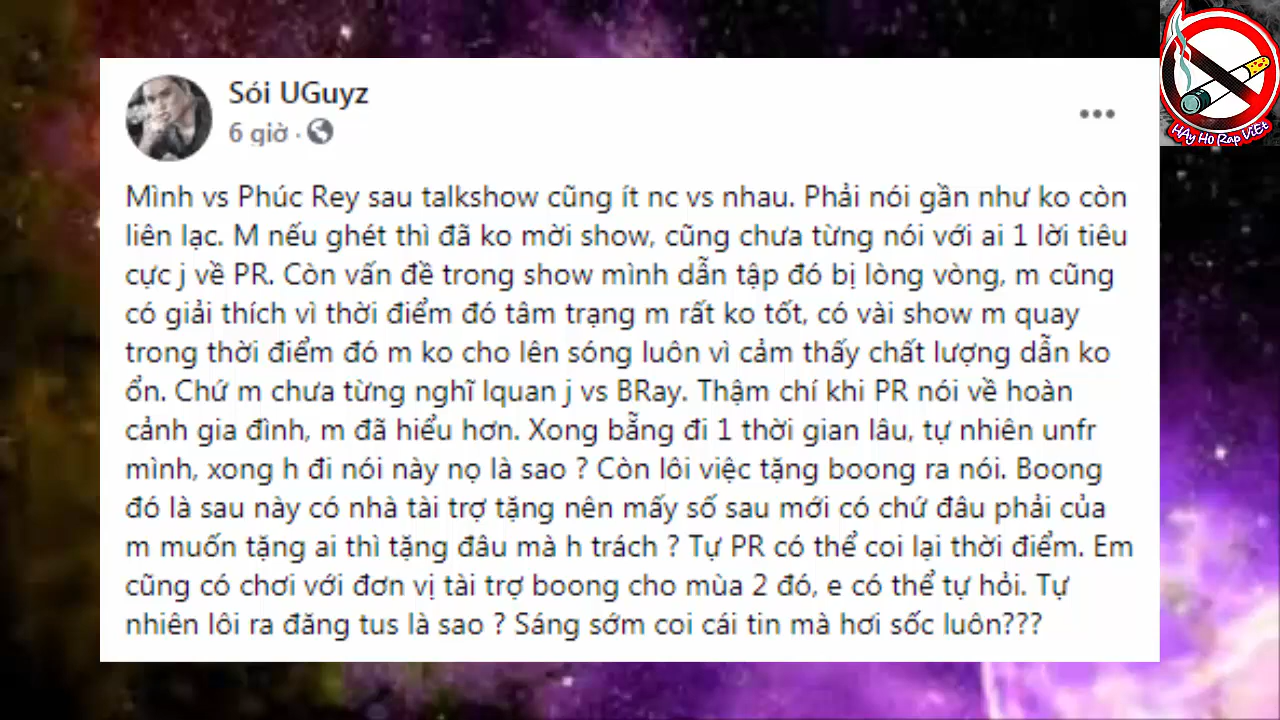 HAy Ho Rap ViEt
Sói UGuyz
6 giờ ·
Mình vs Phúc Rey sau talkshow cũng ít nc vs nhau. Phải nói gần như ko còn
liên lạc. M nếu ghét thì đã ko mời show, cũng chưa từng nói với ai 1 lời tiêu
cực j về PR. Còn vấn đề trong show mình dẫn tập đó bị lòng vòng, m cũng
có giải thích vì thời điểm đó tâm trạng m rất ko tốt, có vài show m quay
trong thời điểm đó m ko cho lên sóng luôn vì cảm thấy chất lượng dẫn ko
ổn. Chứ m chưa từng nghĩ lquan j vs BRay. Thậm chí khi PR nói về hoàn
cảnh gia đình, m đã hiểu hơn. Xong bẵng đi 1 thời gian lâu, tự nhiên unfr
mình, xong h đi nói này nọ là sao ? Còn lôi việc tặng boong ra nói. Boong
đó là sau này có nhà tài trợ tặng nên mấy số sau mới có chứ đâu phải của
m muốn tặng ai thì tặng đâu mà h trách ? Tự PR có thể coi lại thời điểm. Em
cũng có chơi với đơn vị tài trợ boong cho mùa 2 đó, e có thể tự hỏi. Tự
nhiên lôi ra đăng tus là sao ? Sáng sớm coi cái tin mà hơi sốc luôn???